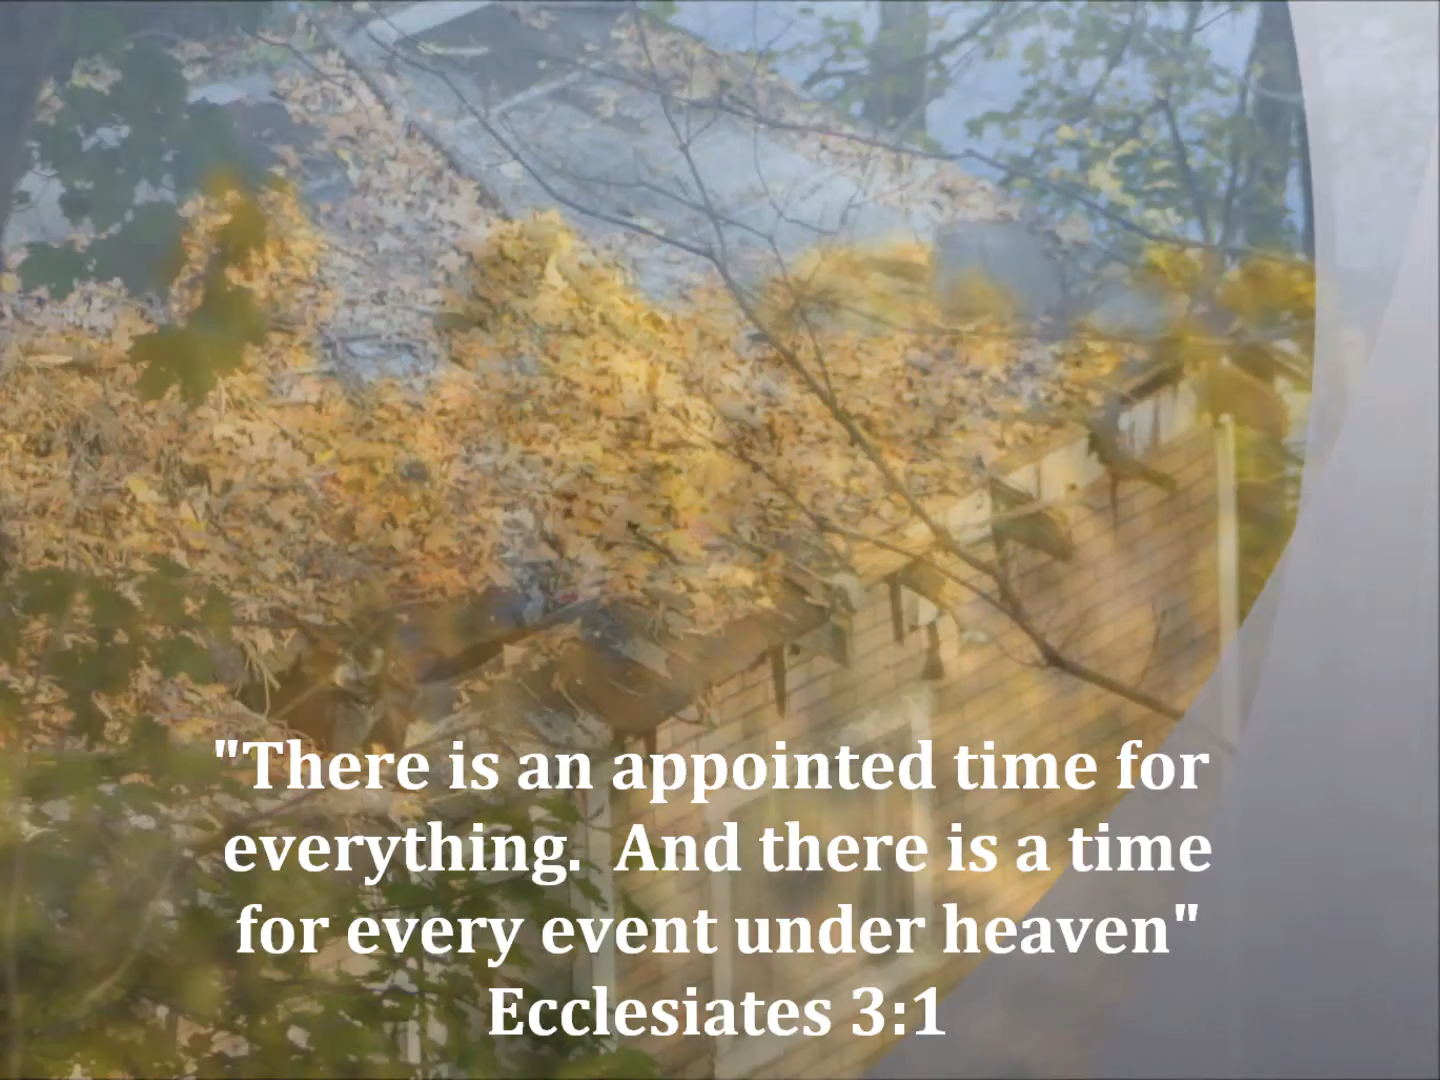 "There is an appointed time for
everything.  And there is a time
for every event under heaven"
Ecclesiates 3:1